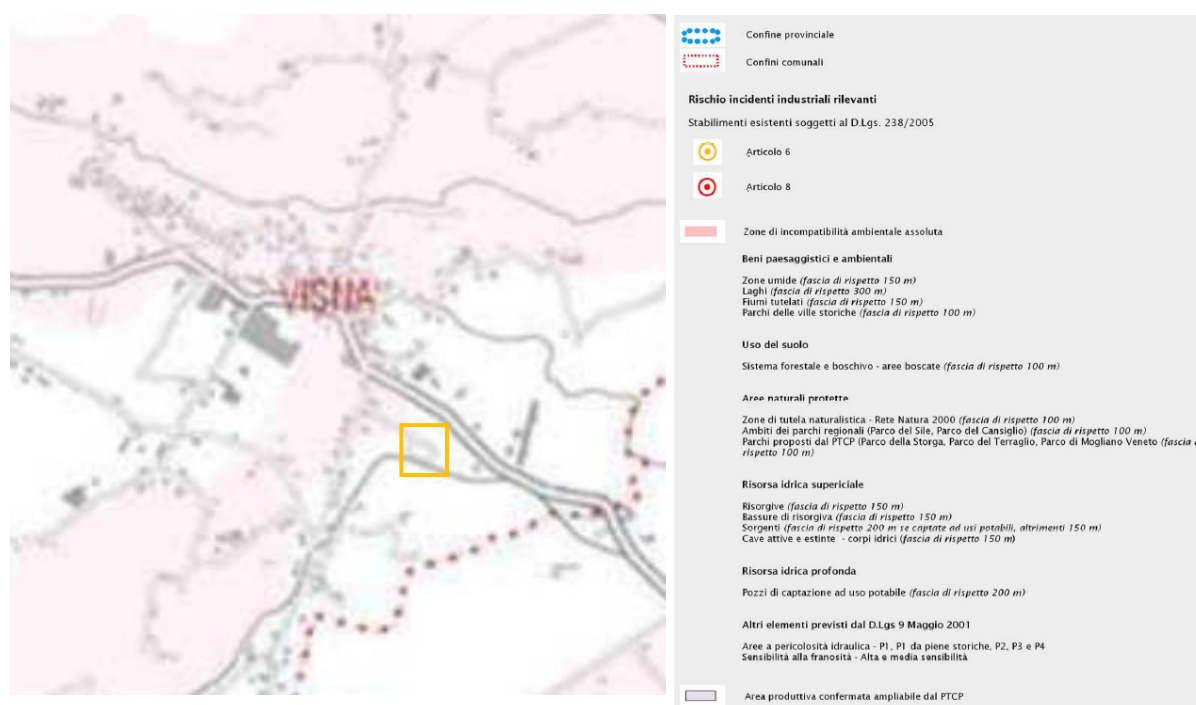 VISNA
Confine provinciale
Confini comunali
Rischio incidenti industriali rilevanti
Stabilimenti esistenti soggetti al D.Lgs. 238/2005
Articolo 6
Articolo 8
Zone di incompatibilità ambientale assoluta
Beni paesaggistici e ambientali
Zone umide (fascia di rispetto 150 m)
Laghi (fascia di rispetto 300 m)
Fiumi tutelati (fascia di rispetto 150 m)
Parchi delle ville storiche (fascia di rispetto 100 m)
Uso del suolo
Sistema forestale e boschivo - aree boscate (fascia di rispetto 100 m)
Aree naturali protette
Zone di tutela naturalistica - Rete Natura 2000 (fascia di rispetto 100 m)
Ambiti dei parchi regionali (Parco del Sile, Parco del Cansiglio) (fascia di rispetto 100 m)
Parchi proposti dal PTCP (Parco della Storga, Parco del Terraglio, Parco di Mogliano Veneto (fascia
rispetto 100 m)
Risorsa idrica supericiale
Risorgive (fascia di rispetto 150 m)
Bassure di risorgiva (fascia di rispetto 150 m)
Sorgenti (fascia di rispetto 200 m se captate ad usi potabili, altrimenti 150 m)
Cave attive e estinte - corpi idrici (fascia di rispetto 150 m)
Risorsa idrica profonda
Pozzi di captazione ad uso potabile (fascia di rispetto 200 m)
Altri elementi previsti dal D.Lgs 9 Maggio 2001
Aree a pericolosità idraulica - P1, P1 da piene storiche, P2, P3 e P4
Sensibilità alla franosità - Alta e media sensibilità
Area produttiva confermata ampliabile dal PTCP